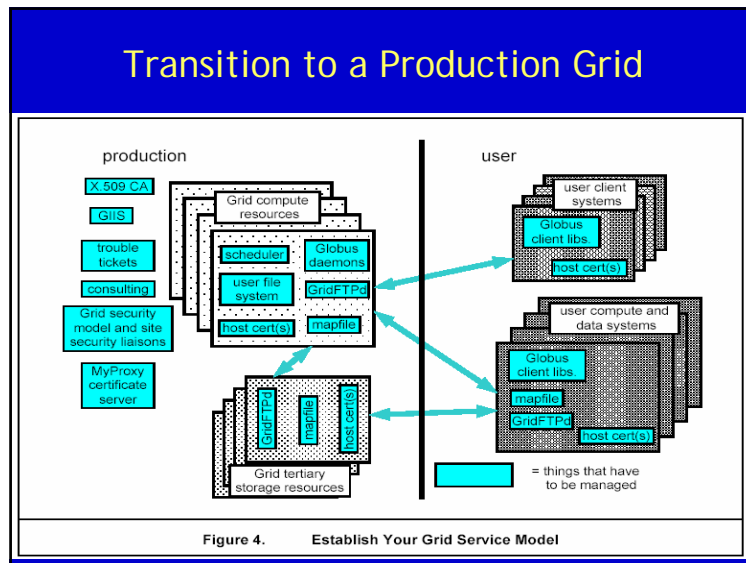 Transition to a Production Grid
production
X.509 CA
GIIS
trouble
tickets
consulting
Grid security
model and site
security liaisons
MyProxy
certificate
server
Grid compute
resources
scheduler
Globus
daemons
user file
system
GridFTPd
host cert(s)
mapfile
GridFTPd
mapfile
host cert(s)
Grid tertiary
storage resources
user
user client
systems
Globus
client libs.
host cert(s)
user compute and
data systems
Globus
client libs.
mapfile
GridFTPd
host cert(s)
= things that have
to be managed
Figure 4. Establish Your Grid Service Model